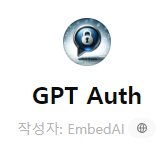 GPT Auth
작성자: EmbedAI